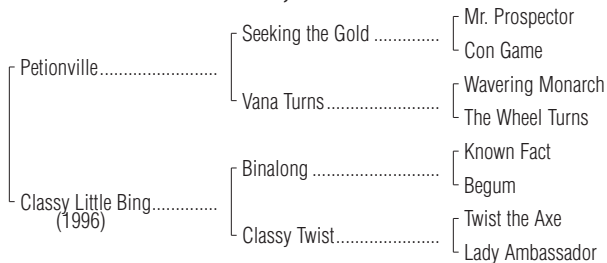 Mr. Prospector
Seeking the Gold ..............
Con Game
Petionville.........................
Wavering Monarch
Vana Turns........................
The Wheel Turns
Known Fact
Binalong ...........................
Begum
Classy Little Bing..............
(1996)
Twist the Axe
Classy Twist......................
Lady Ambassador